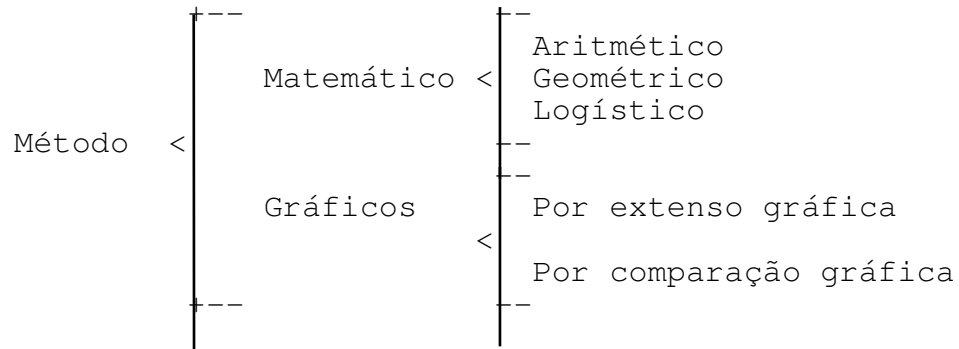 Aritmético
Matemático < Geométrico
Logístico
Método <
Gráficos Por extenso gráfica
<
Por comparação gráfica